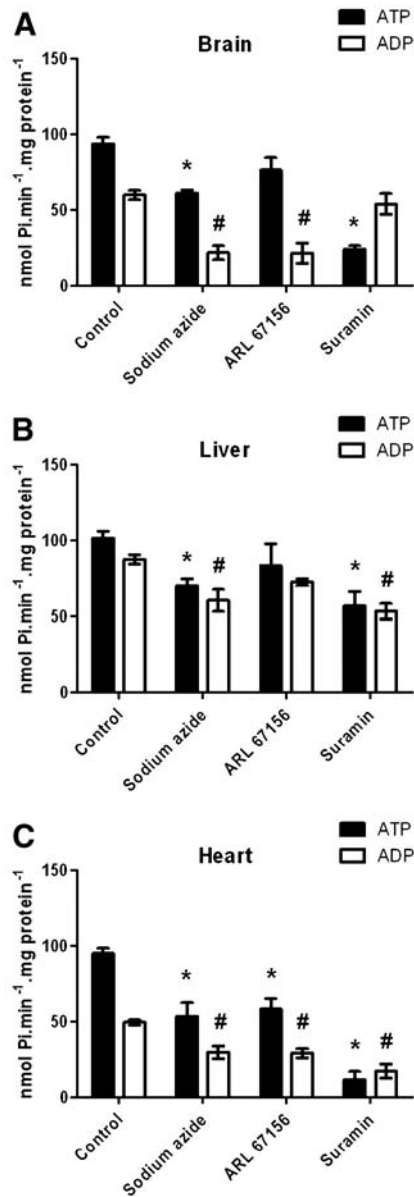 A
Brain
ATP
ADP
nmol Pi.min⁻¹.mg protein⁻¹
150
100
50
0
*
#
#
*
Control
Sodium azide
ARL 67156
Suramin
B
Liver
ATP
ADP
nmol Pi.min⁻¹.mg protein⁻¹
150
100
50
0
*
#
*
#
Control
Sodium azide
ARL 67156
Suramin
C
Heart
ATP
ADP
nmol Pi.min⁻¹.mg protein⁻¹
150
100
50
0
*
#
*
#
*
#
Control
Sodium azide
ARL 67156
Suramin